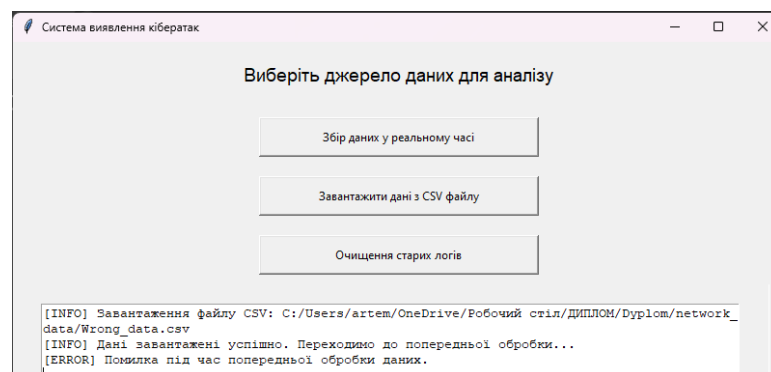 Система виявлення кібератак
Виберіть джерело даних для аналізу
Збір даних у реальному часі
Завантажити дані з CSV файлу
Очищення старих логів
[INFO] Завантаження файлу CSV: C:/Users/artem/OneDrive/Робочий стіл/ДИПЛОМ/Dyplom/network_
data/Wrong_data.csv
[INFO] Дані завантажені успішно. Переходимо до попередньої обробки...
[ERROR] Помилка під час попередньої обробки даних.